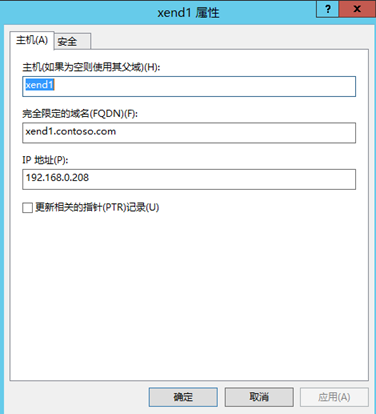 xend1 属性
?
x
主机(A)
安全
主机(如果为空则使用其父域)(H):
xend1
完全限定的域名(FQDN)(F):
xend1.contoso.com
IP 地址(P):
192.168.0.208
更新相关的指针(PTR)记录(U)
确定
取消
应用(A)